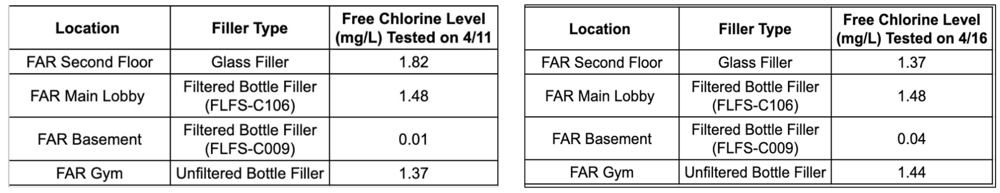 Location Filler Type Free Chlorine Level
(mg/L) Tested on 4/11
FAR Second Floor Glass Filler 1.82
FAR Main Lobby Filtered Bottle Filler
(FLFS-C106) 1.48
FAR Basement Filtered Bottle Filler
(FLFS-C009) 0.01
FAR Gym Unfiltered Bottle Filler 1.37
Location Filler Type Free Chlorine Level
(mg/L) Tested on 4/16
FAR Second Floor Glass Filler 1.37
FAR Main Lobby Filtered Bottle Filler
(FLFS-C106) 1.48
FAR Basement Filtered Bottle Filler
(FLFS-C009) 0.04
FAR Gym Unfiltered Bottle Filler 1.44